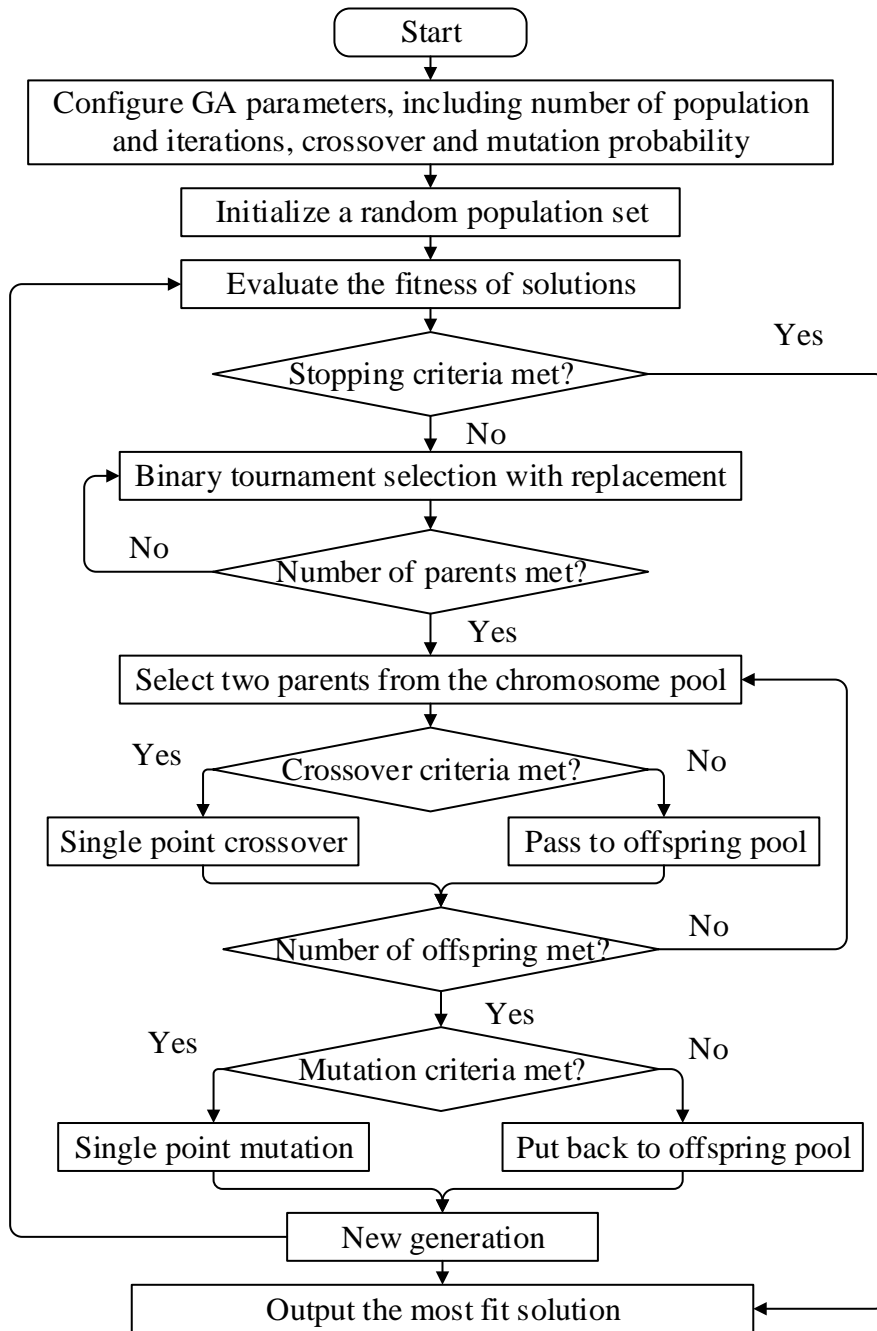 Start
Configure GA parameters, including number of population
and iterations, crossover and mutation probability
Initialize a random population set
Evaluate the fitness of solutions
Yes
Stopping criteria met?
No
Binary tournament selection with replacement
No
Number of parents met?
Yes
Select two parents from the chromosome pool
Yes
Crossover criteria met?
No
Single point crossover
Pass to offspring pool
Number of offspring met?
No
Yes
Yes
Mutation criteria met?
No
Single point mutation
Put back to offspring pool
New generation
Output the most fit solution